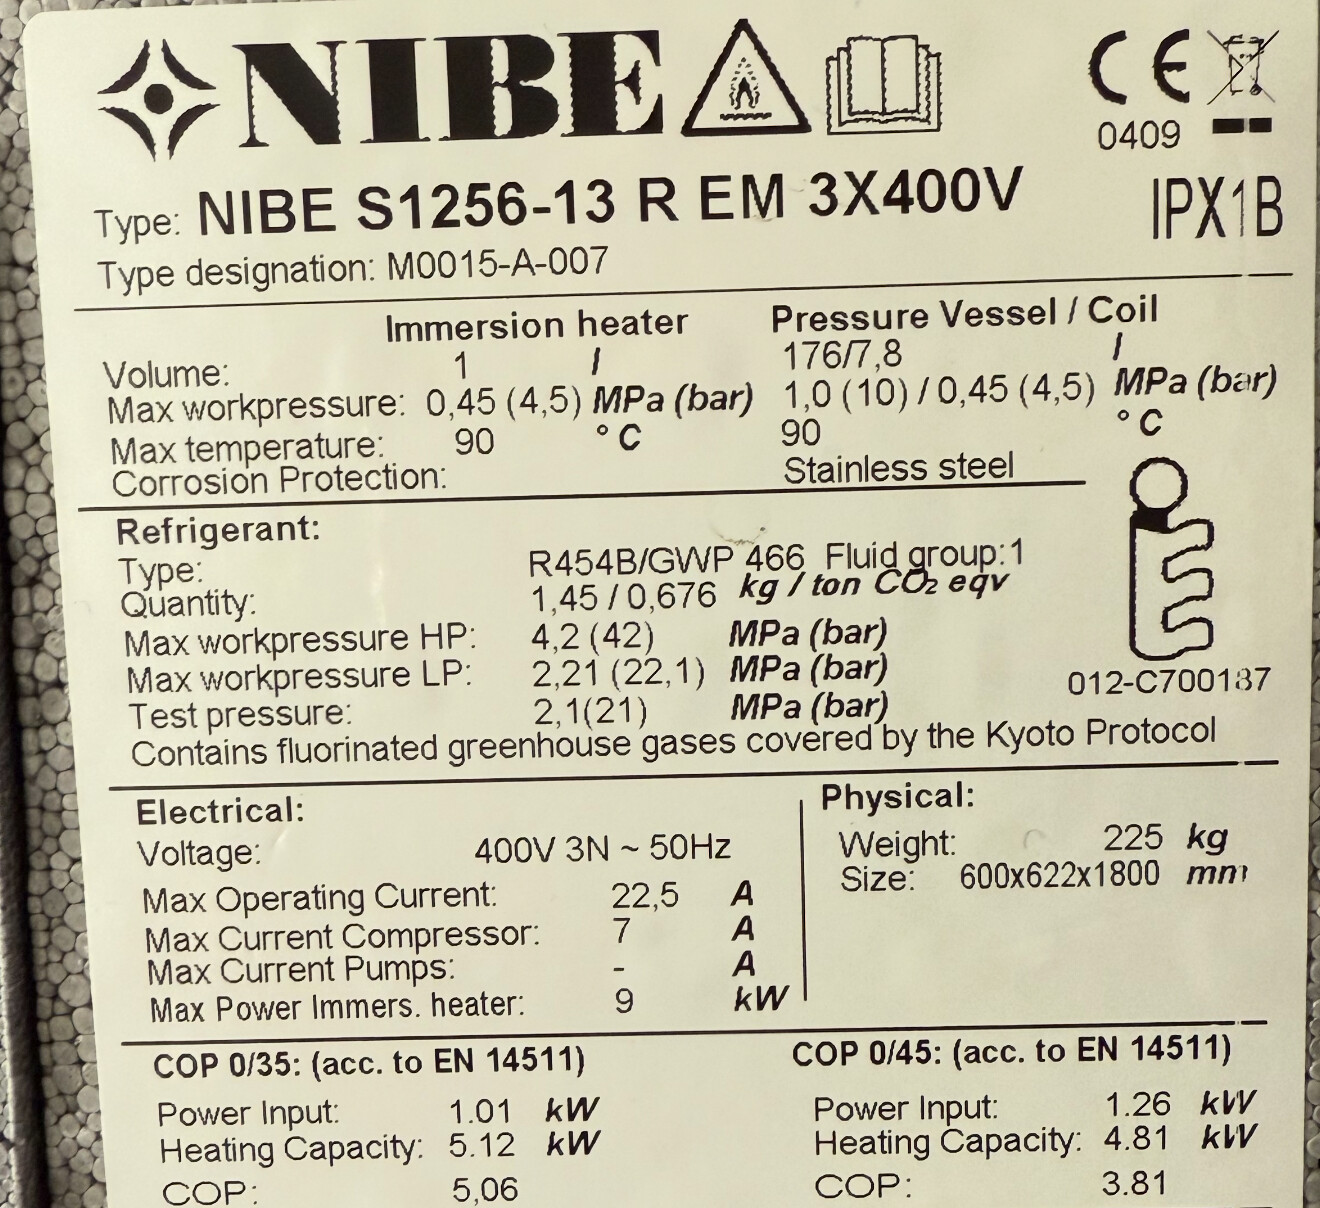 NIBE
CE
0409
Type: NIBE S1256-13 R EM 3X400V
IPX1B
Type designation: M0015-A-007
Immersion heater Pressure Vessel / Coil
Volume: 1 l 176/7,8 l
Max workpressure: 0,45 (4,5) MPa (bar) 1,0 (10) / 0,45 (4,5) MPa (bar)
Max temperature: 90 °C 90 °C
Corrosion Protection: Stainless steel
Refrigerant:
Type: R454B/GWP 466 Fluid group:1
Quantity: 1,45 / 0,676 kg / ton CO₂ eqv
Max workpressure HP: 4,2 (42) MPa (bar)
Max workpressure LP: 2,21 (22,1) MPa (bar)
Test pressure: 2,1(21) MPa (bar)
012-C700187
Contains fluorinated greenhouse gases covered by the Kyoto Protocol
Electrical:
Voltage: 400V 3N ~ 50Hz
Max Operating Current: 22,5 A
Max Current Compressor: 7 A
Max Current Pumps: - A
Max Power Immers. heater: 9 kW
Physical:
Weight: 225 kg
Size: 600x622x1800 mm
COP 0/35: (acc. to EN 14511)
Power Input: 1.01 kW
Heating Capacity: 5.12 kW
COP: 5,06
COP 0/45: (acc. to EN 14511)
Power Input: 1.26 kW
Heating Capacity: 4.81 kW
COP: 3.81